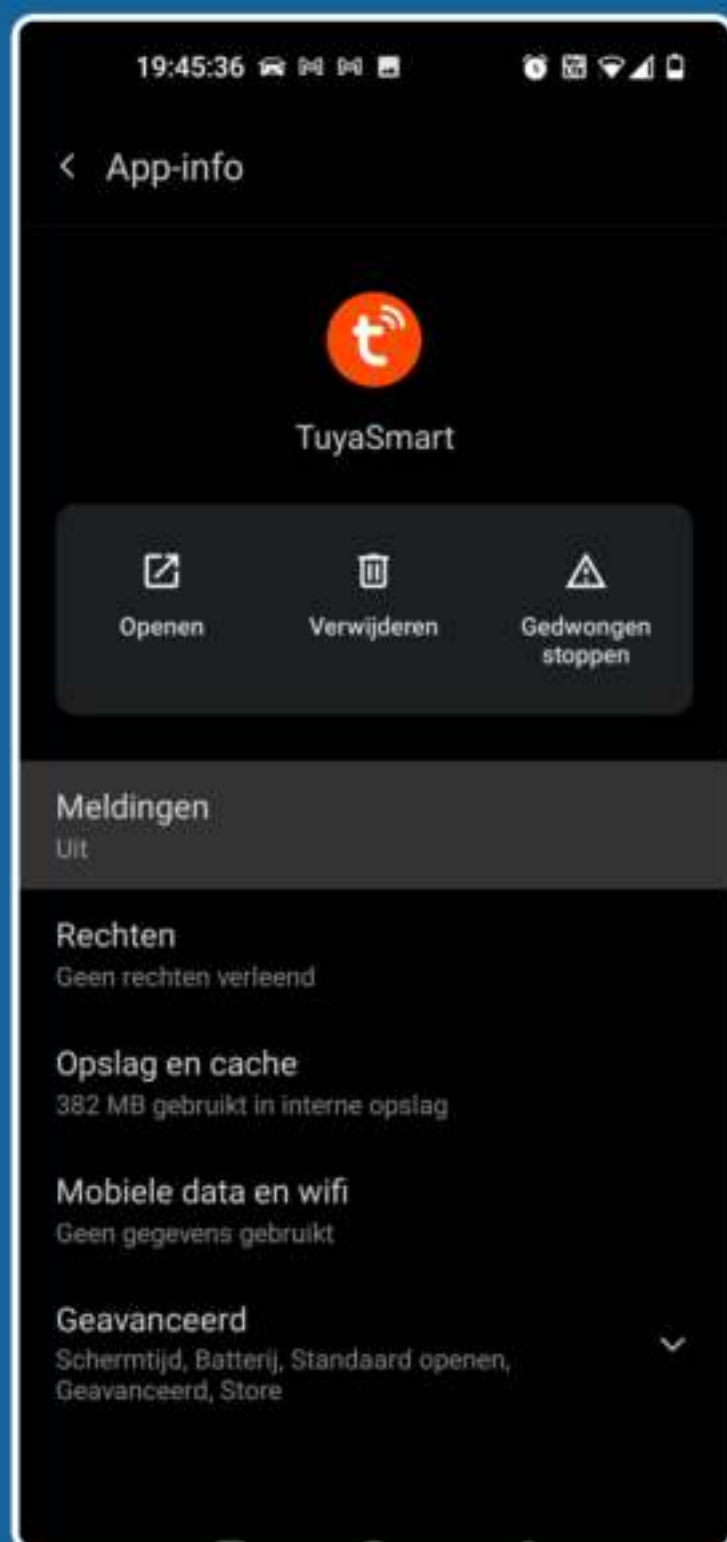 19:45:36
App-info
TuyaSmart
Openen
Verwijderen
Gedwongen
stoppen
Meldingen
Uit
Rechten
Geen rechten verleend
Opslag en cache
382 MB gebruikt in interne opslag
Mobiele data en wifi
Geen gegevens gebruikt
Geavanceerd
Schermtijd, Batterij, Standaard openen,
Geavanceerd, Store